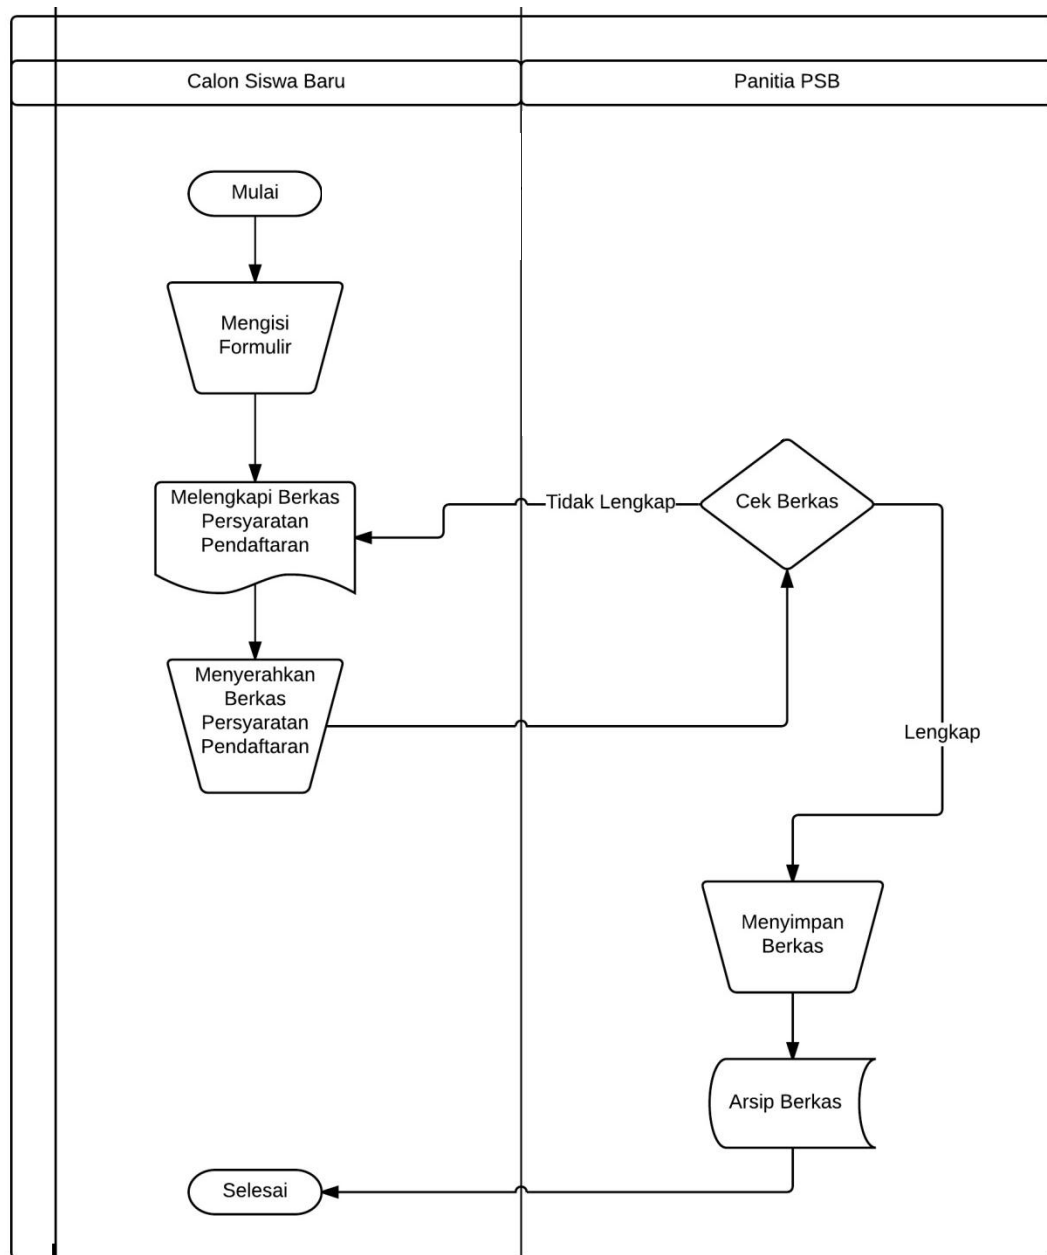 Calon Siswa Baru
Panitia PSB
Mulai
Mengisi
Formulir
Melengkapi Berkas
Persyaratan
Pendaftaran
Tidak Lengkap
Cek Berkas
Menyerahkan
Berkas
Persyaratan
Pendaftaran
Lengkap
Menyimpan
Berkas
Arsip Berkas
Selesai